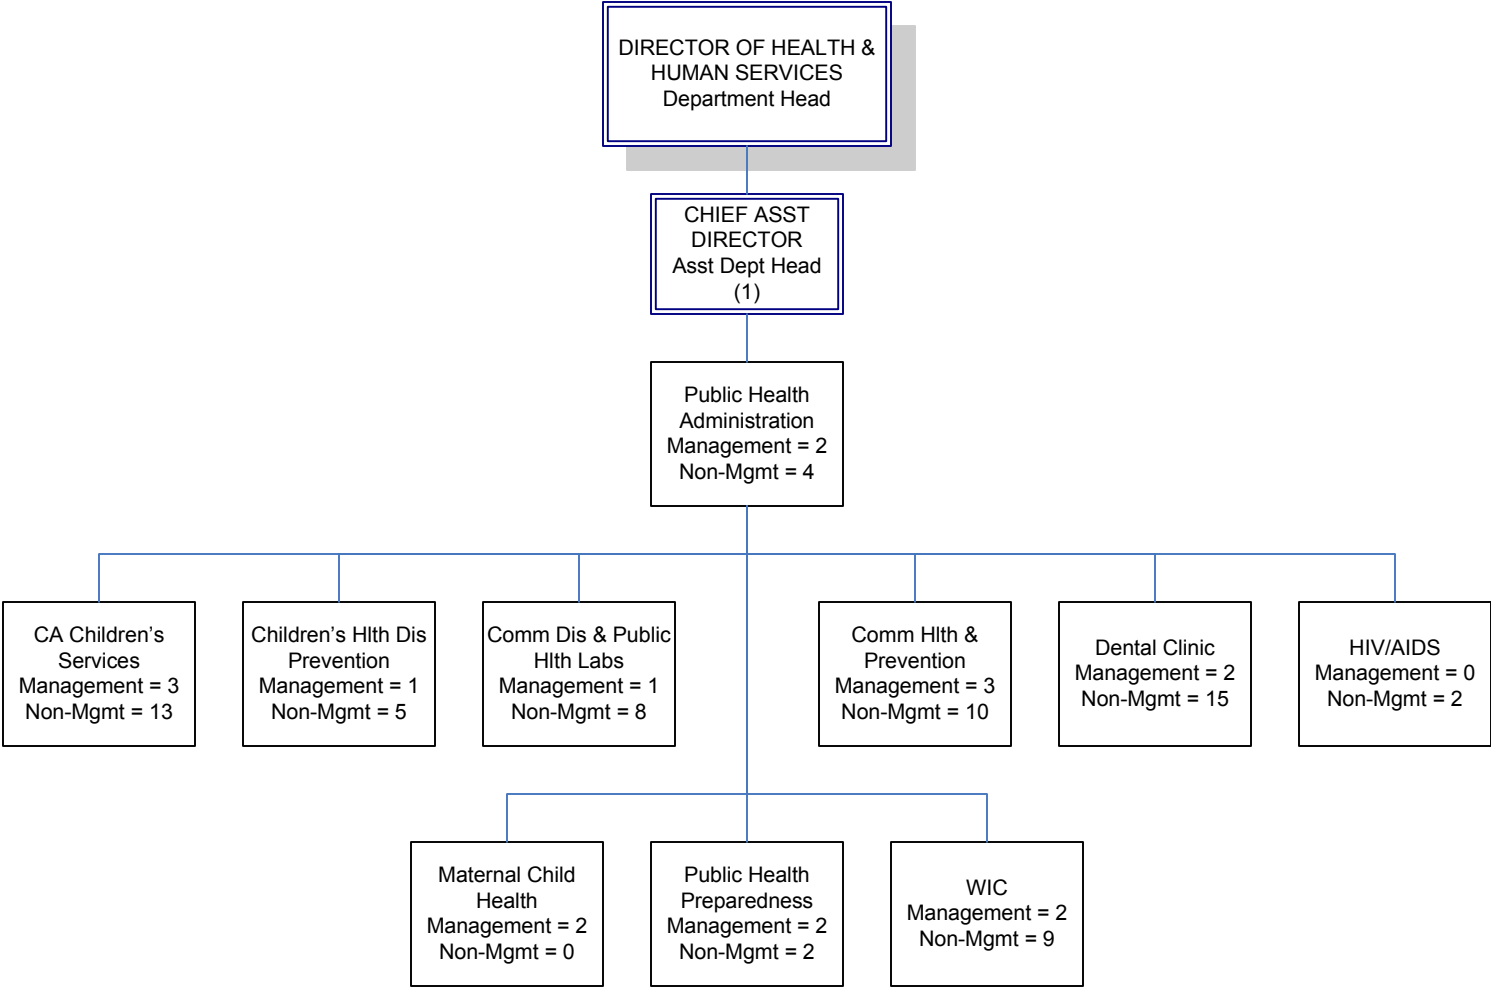 DIRECTOR OF HEALTH &
HUMAN SERVICES
Department Head
CHIEF ASST
DIRECTOR
Asst Dept Head
(1)
Public Health
Administration
Management = 2
Non-Mgmt = 4
CA Children’s
Services
Management = 3
Non-Mgmt = 13
Children’s Hlth Dis
Prevention
Management = 1
Non-Mgmt = 5
Comm Dis & Public
Hlth Labs
Management = 1
Non-Mgmt = 8
Comm Hlth &
Prevention
Management = 3
Non-Mgmt = 10
Dental Clinic
Management = 2
Non-Mgmt = 15
HIV/AIDS
Management = 0
Non-Mgmt = 2
Maternal Child
Health
Management = 2
Non-Mgmt = 0
Public Health
Preparedness
Management = 2
Non-Mgmt = 2
WIC
Management = 2
Non-Mgmt = 9